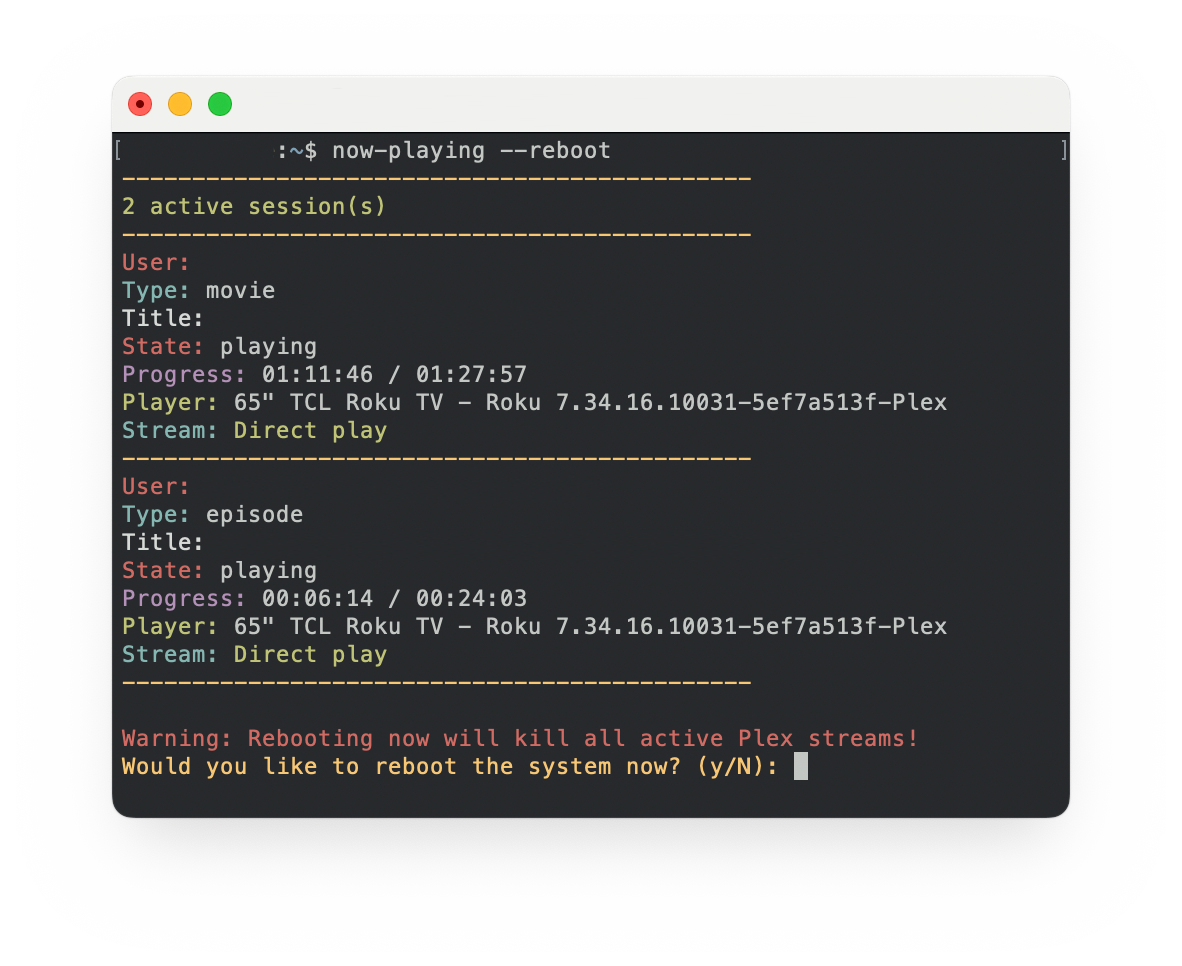 [ :~$ now-playing --reboot ]
---------------------------------------------
2 active session(s)
---------------------------------------------
User:
Type: movie
Title:
State: playing
Progress: 01:11:46 / 01:27:57
Player: 65" TCL Roku TV - Roku 7.34.16.10031-5ef7a513f-Plex
Stream: Direct play
---------------------------------------------
User:
Type: episode
Title:
State: playing
Progress: 00:06:14 / 00:24:03
Player: 65" TCL Roku TV - Roku 7.34.16.10031-5ef7a513f-Plex
Stream: Direct play
---------------------------------------------
Warning: Rebooting now will kill all active Plex streams!
Would you like to reboot the system now? (y/N):